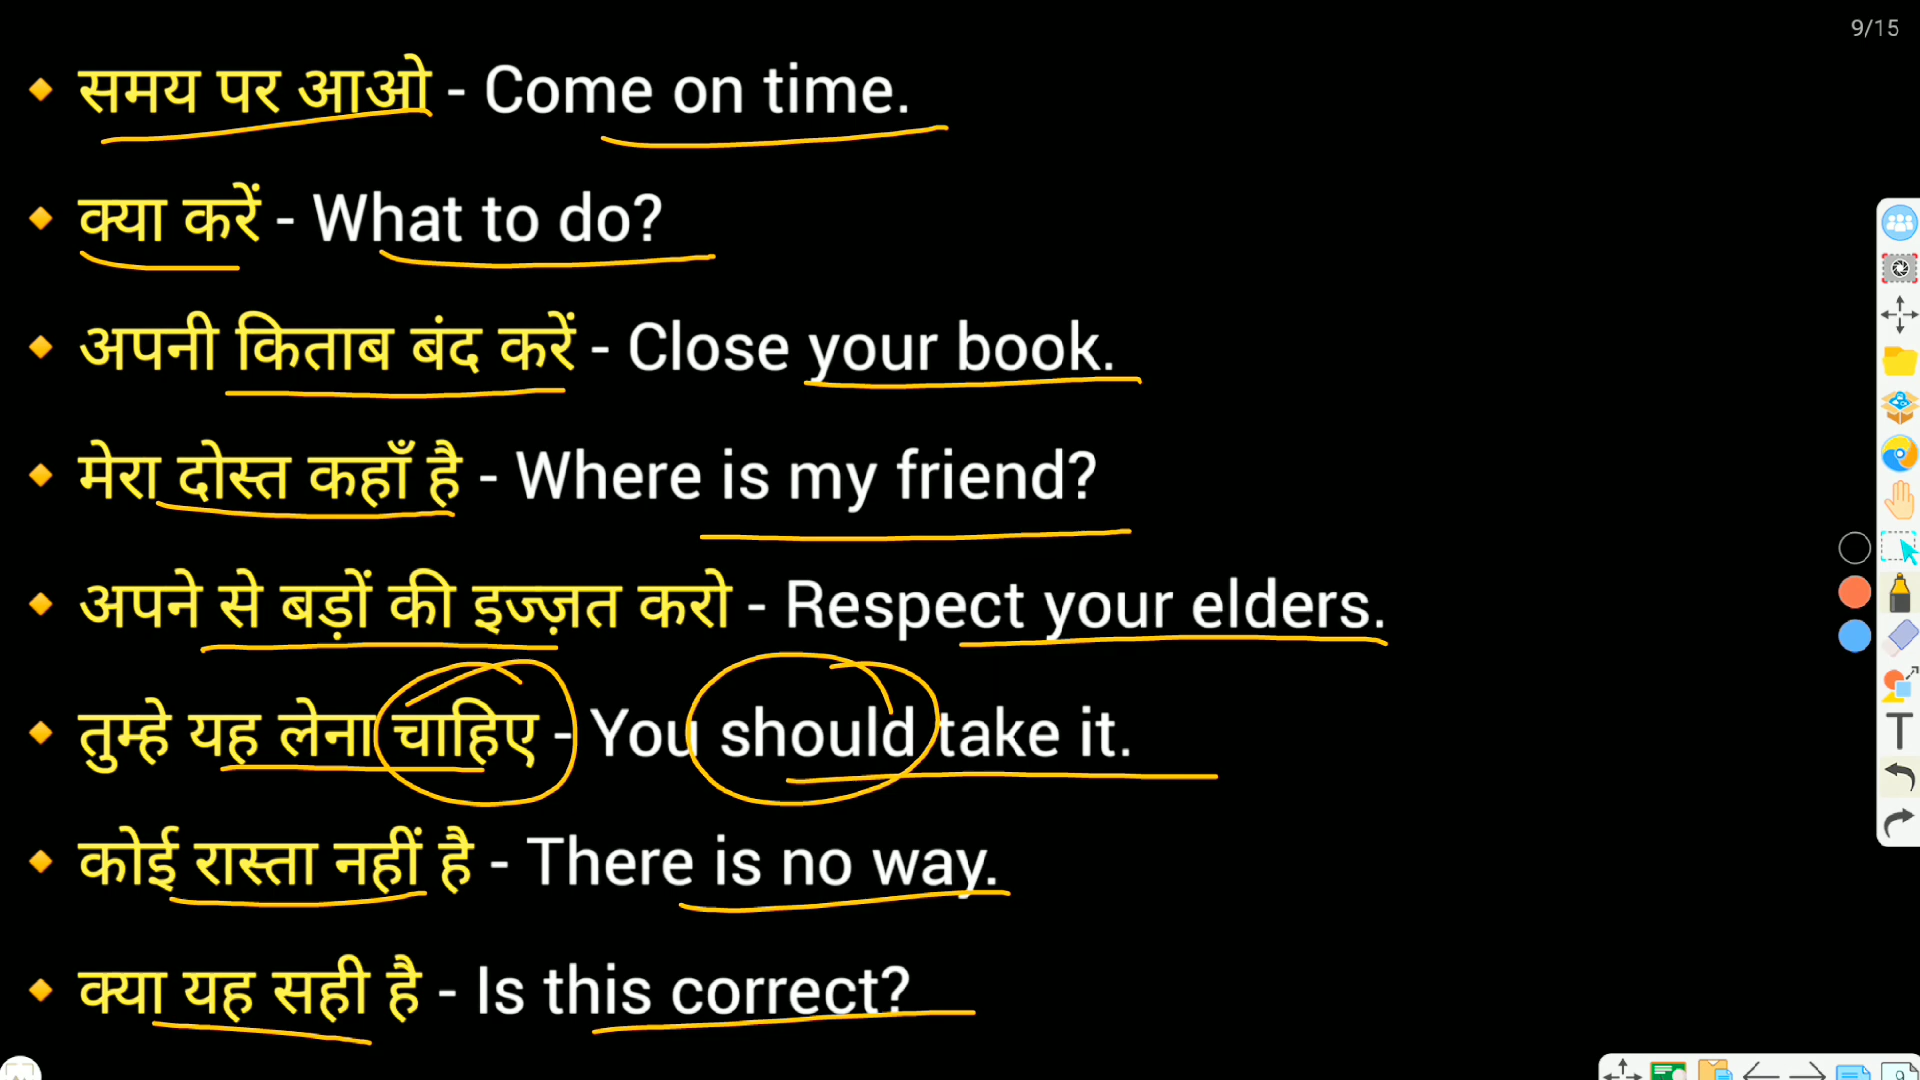 9/15
समय पर आओ - Come on time.
क्या करें - What to do?
अपनी किताब बंद करें - Close your book.
मेरा दोस्त कहाँ है - Where is my friend?
अपने से बड़ों की इज्ज़त करो - Respect your elders.
तुम्हे यह लेना चाहिए - You should take it.
कोई रास्ता नहीं है - There is no way.
क्या यह सही है - Is this correct?